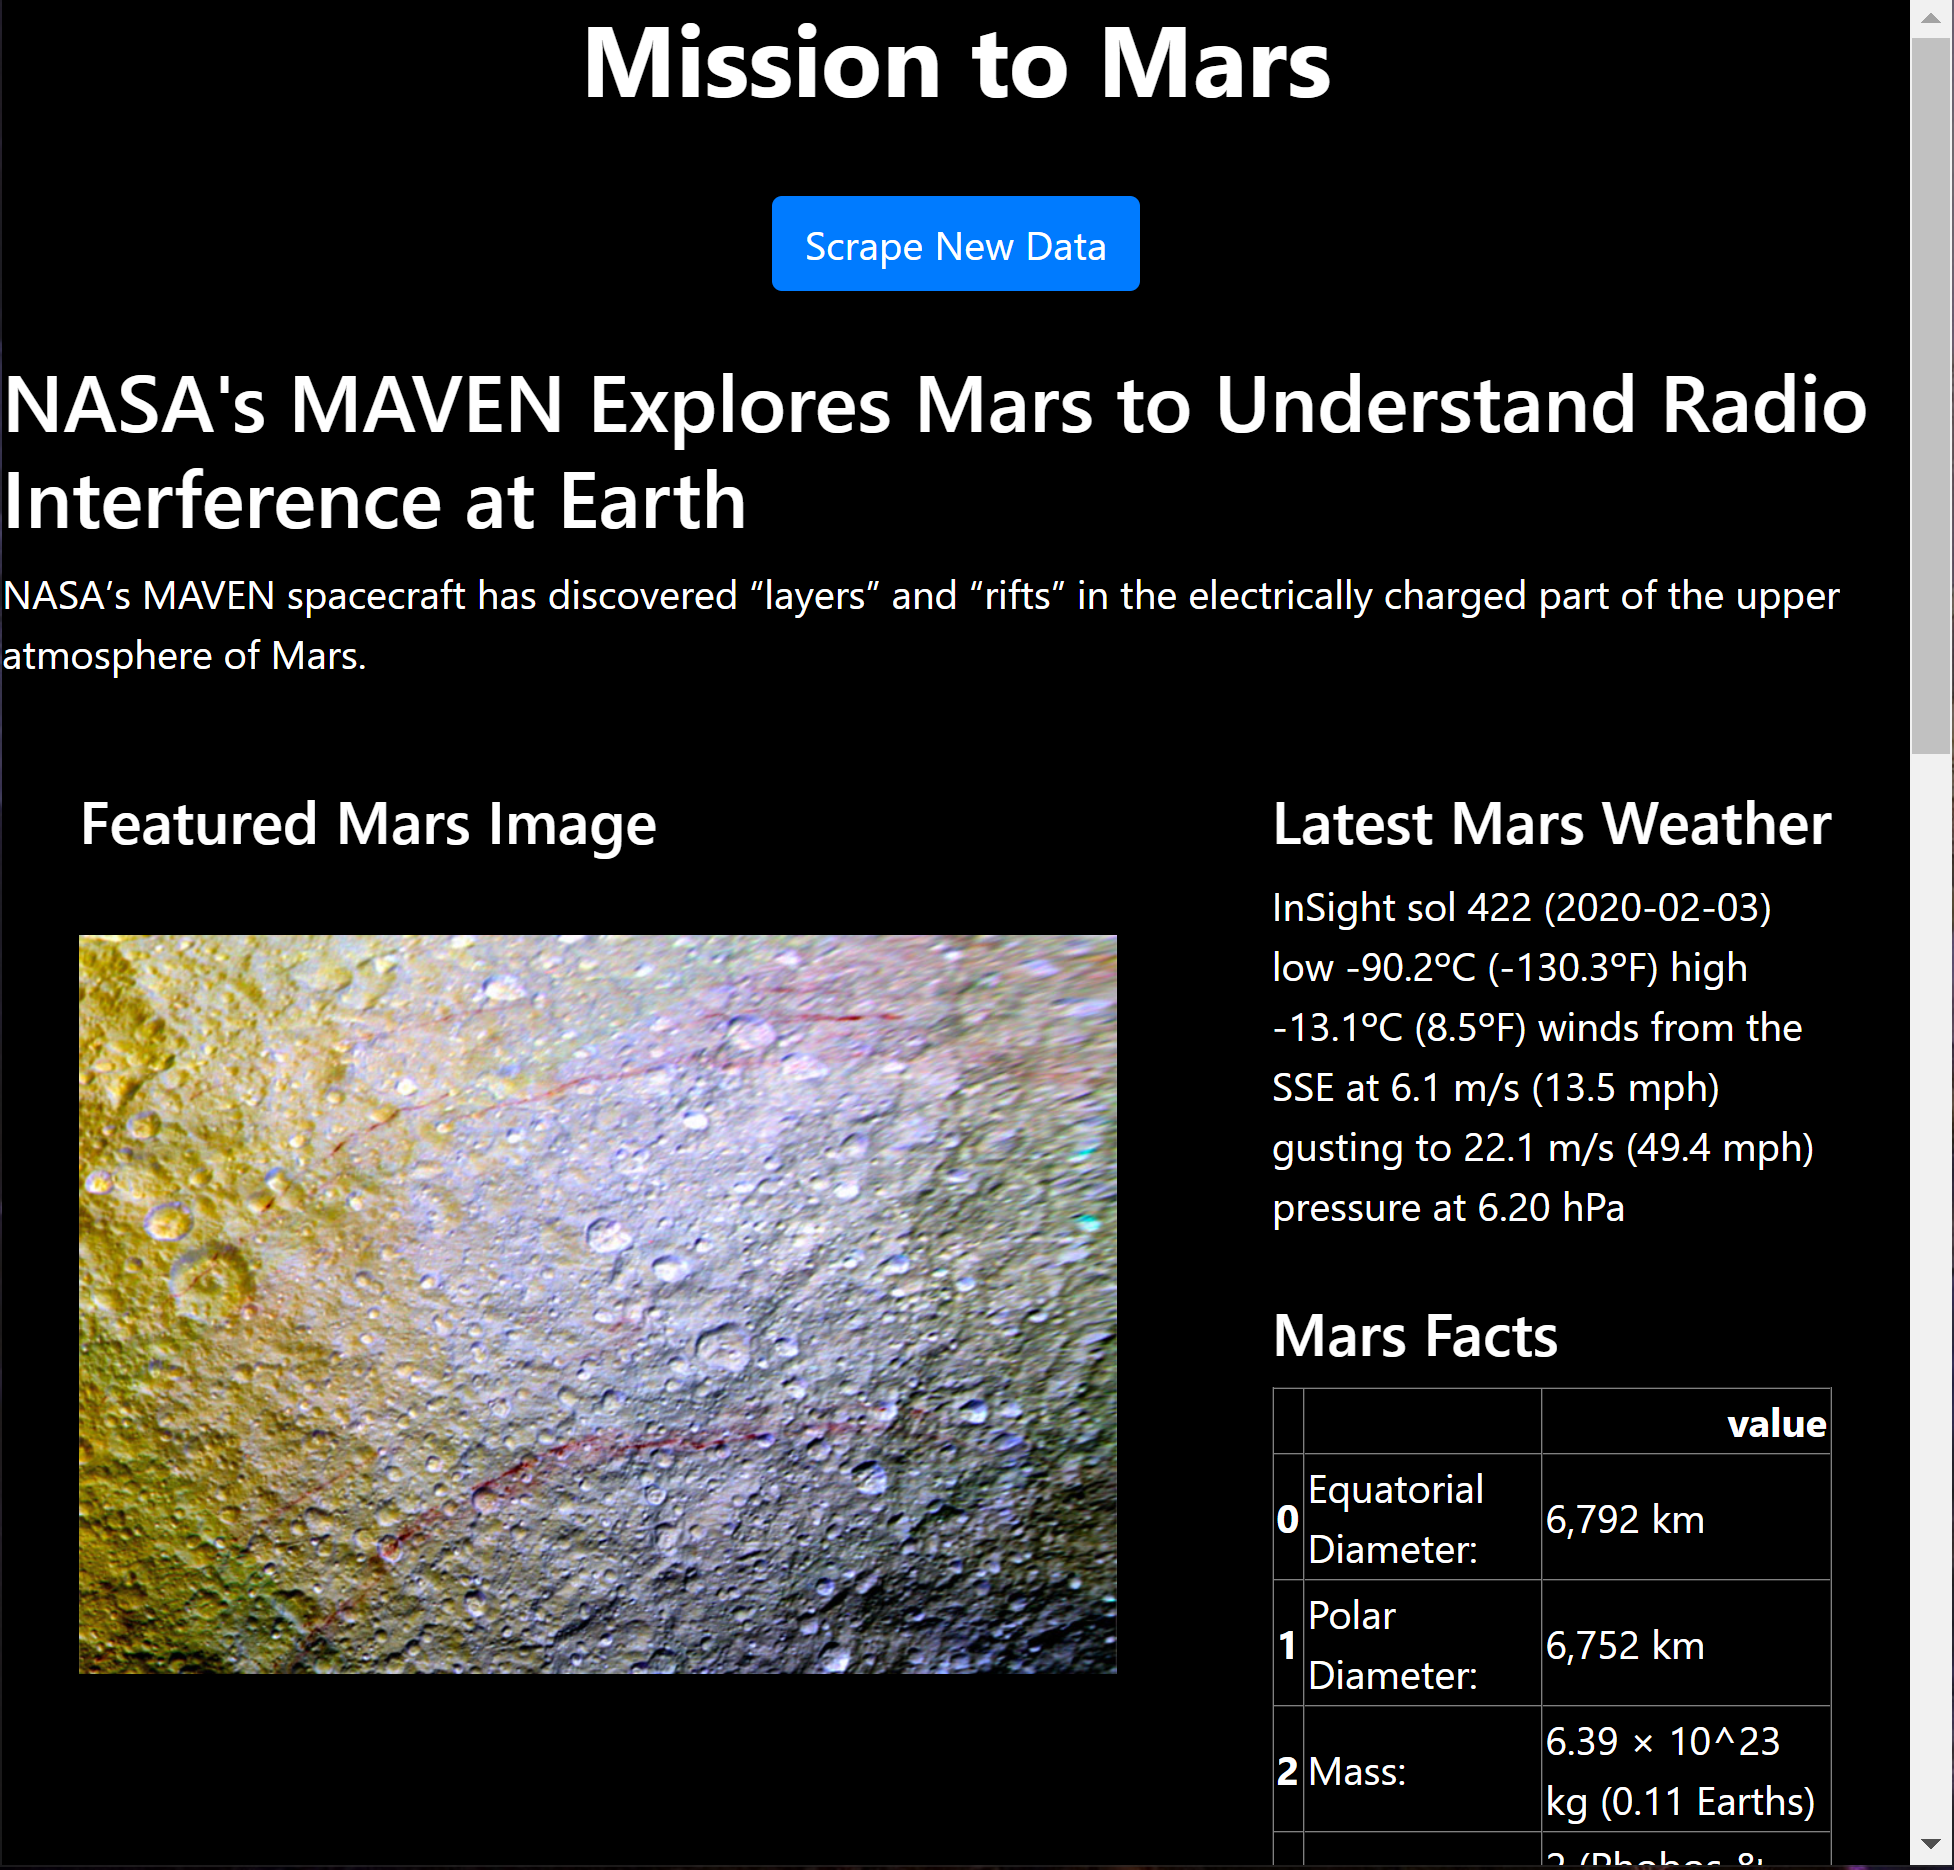 Mission to Mars
Scrape New Data
NASA's MAVEN Explores Mars to Understand Radio
Interference at Earth
NASA’s MAVEN spacecraft has discovered “layers” and “rifts” in the electrically charged part of the upper
atmosphere of Mars.
Featured Mars Image
Latest Mars Weather
InSight sol 422 (2020-02-03)
low -90.2ºC (-130.3ºF) high
-13.1ºC (8.5ºF) winds from the
SSE at 6.1 m/s (13.5 mph)
gusting to 22.1 m/s (49.4 mph)
pressure at 6.20 hPa
Mars Facts
value
0 Equatorial Diameter: 6,792 km
1 Polar Diameter: 6,752 km
2 Mass: 6.39 × 10^23
kg (0.11 Earths)
2 (Phobos &